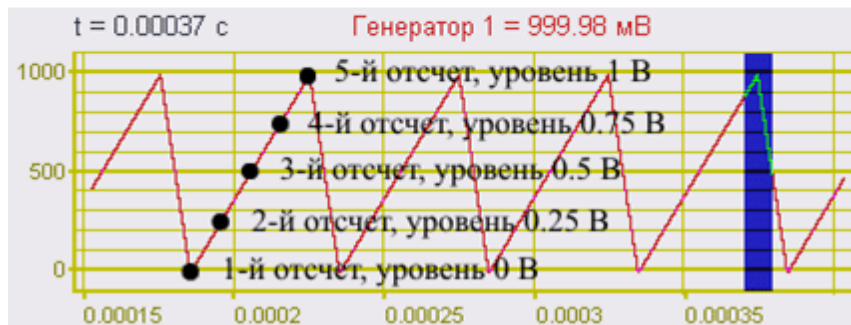 t = 0.00037 с Генератор 1 = 999.98 мВ
1000
5-й отсчет, уровень 1 В
4-й отсчет, уровень 0.75 В
500
3-й отсчет, уровень 0.5 В
2-й отсчет, уровень 0.25 В
0
1-й отсчет, уровень 0 В
0.00015 0.0002 0.00025 0.0003 0.00035